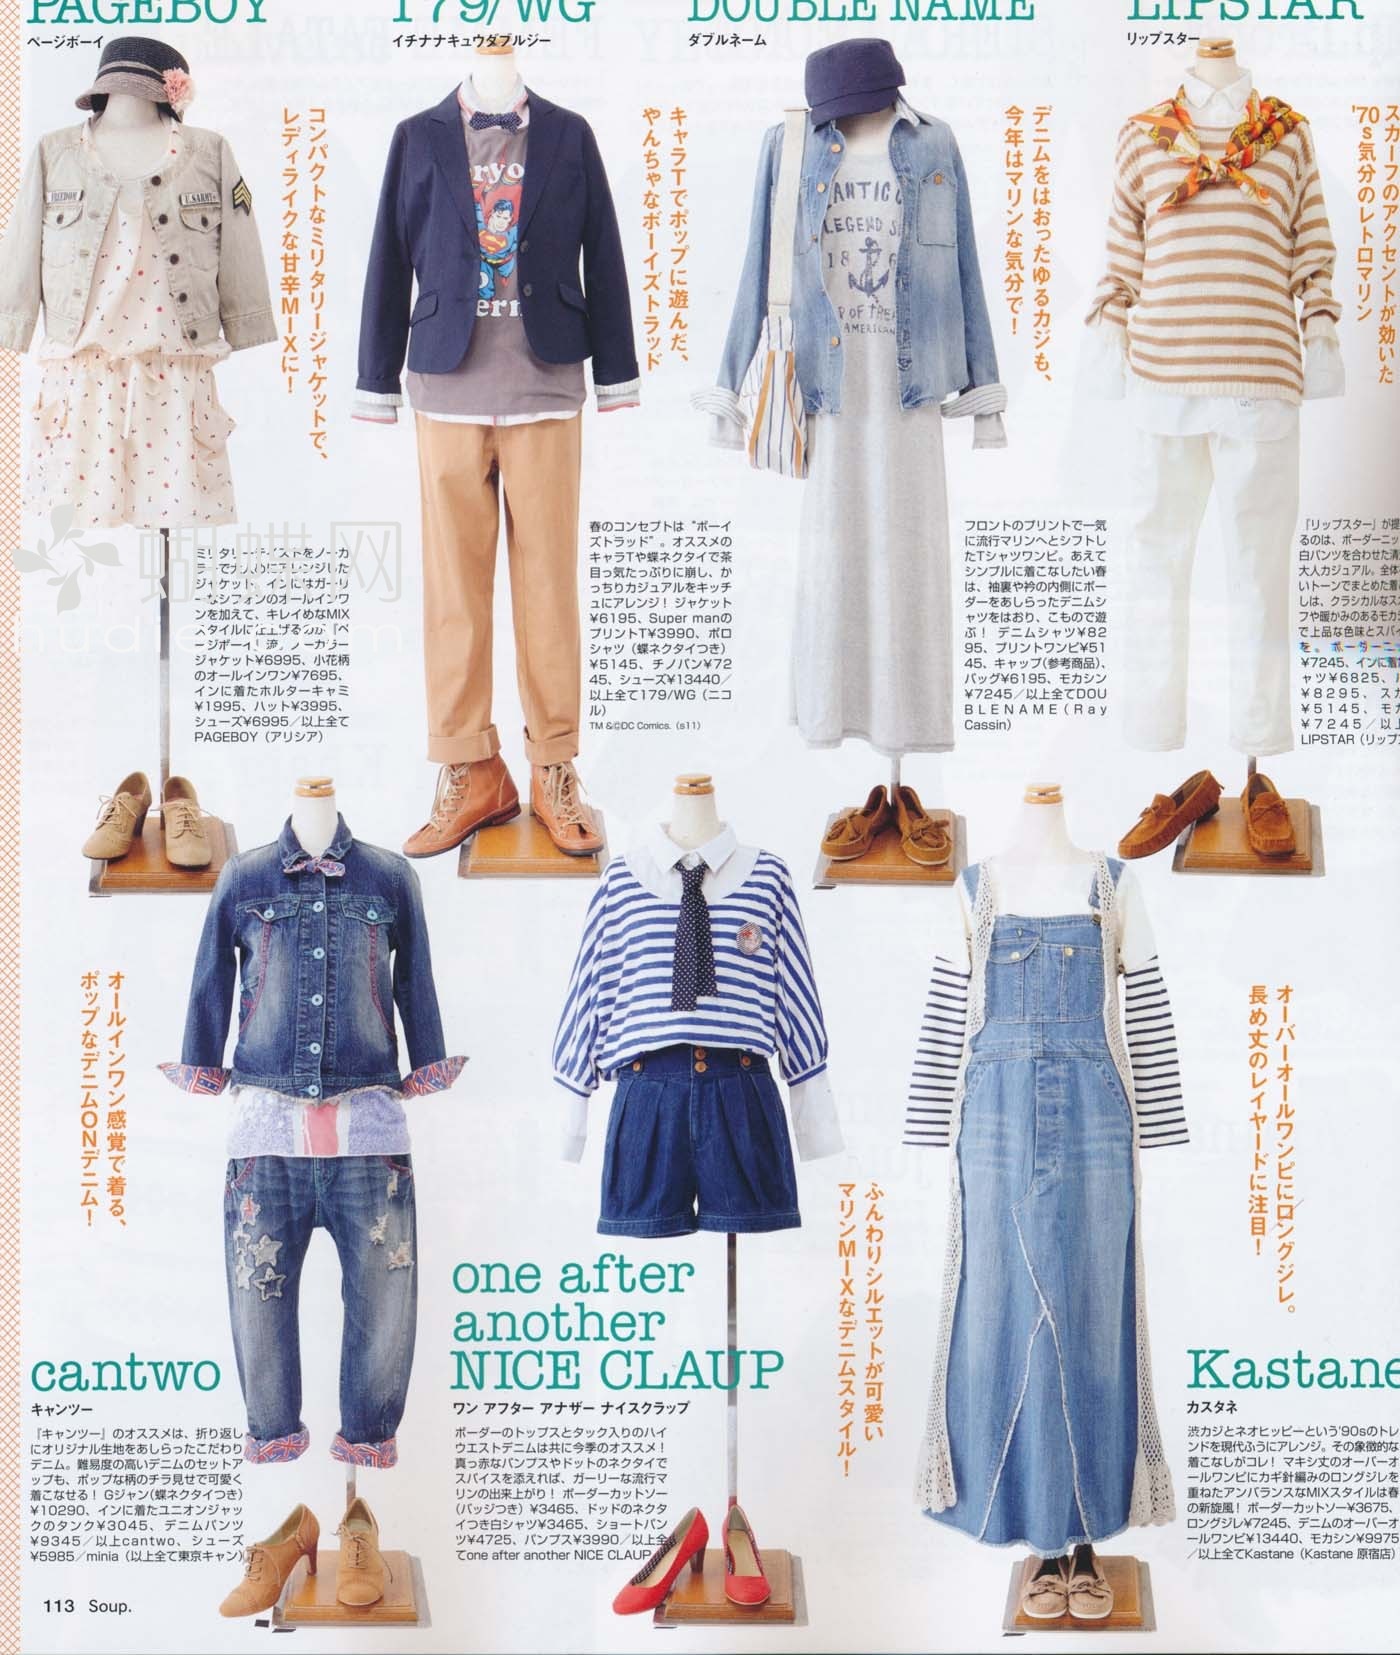 PAGEBOY
ページボーイ
179/WG
イチナナキュウダブルジー
DOUBLE NAME
ダブルネーム
LIPSTAR
リップスター
コンパクトなミリタリージャケットで、
レディライクな甘辛MIXに！
FREEDOM
U.S.ARMY
ミリタリーテイストをノーカ
ジャケット。インにはガーリ
ーなシフォンのオールインワ
ンを加えて、キレイめなMIX
スタイルに仕上げるのが『ペ
ージボーイ』流。ノーカラー
ジャケット¥6995、小花柄
のオールインワン¥7695、
インに着たホルターキャミ
¥1995、ハット¥3995、
シューズ¥6995／以上全て
PAGEBOY（アリシア）
キャラTでポップに遊んだ、
やんちゃなボーイズトラッド
春のコンセプトは“ボーイ
ズトラッド”。オススメの
キャラTや蝶ネクタイで茶
目っ気たっぷりに崩し、か
っちりカジュアルをキッチ
ュにアレンジ！ ジャケット
¥6195、Super manの
プリントT¥3990、ポロ
シャツ（蝶ネクタイつき）
¥5145、チノパン¥72
45、シューズ¥13440／
以上全て179/WG（ニコ
ル）
TM &©DC Comics.（s11）
デニムをはおったゆるカジも、
今年はマリンな気分で！
ANTIC
LEGEND
186
OF TREA
AMERICAN
フロントのプリントで一気
に流行マリンへとシフトし
たTシャツワンピ。あえて
シンプルに着こなしたい春
は、袖裏や衿の内側にボー
ダーをあしらったデニムシ
ャツをはおり、こもので遊
ぶ！ デニムシャツ¥82
95、プリントワンピ¥51
45、キャップ（参考商品）、
バッグ¥6195、モカシン
¥7245／以上全てDOU
BLENAME（Ray
Cassin）
スカーフのアクセントが効いた
'70s気分のレトロマリン
『リップスター』が提
るのは、ボーダーニッ
白パンツを合わせた清
大人カジュアル。全体
いトーンでまとめた着
しは、クラシカルなス
フや暖かみのあるモカ
で上品な色味とスパイ
を。ボーダーニッ
¥7245、インに着
ャツ¥6825、
¥8295、スカ
¥5145、モカ
¥7245／以上
LIPSTAR（リップス
蝴蝶网
hudie.com
オールインワン感覚で着る、
ポップなデニムONデニム！
cantwo
キャンツー
『キャンツー』のオススメは、折り返し
にオリジナル生地をあしらったこだわり
デニム。難易度の高いデニムのセットア
ップも、ポップな柄のチラ見せで可愛く
着こなせる！ Gジャン（蝶ネクタイつき）
¥10290、インに着たユニオンジャッ
クのタンク¥3045、デニムパンツ
¥9345／以上cantwo、シューズ
¥5985／minia（以上全て東京キャン）
one after
another
NICE CLAUP
ワン アフター アナザー ナイスクラップ
ボーダーのトップスとタック入りのハイ
ウエストデニムは共に今季のオススメ！
真っ赤なパンプスやドットのネクタイで
スパイスを添えれば、ガーリーな流行マ
リンの出来上がり！ ボーダーカットソー
（バッジつき）¥3465、ドッドのネクタ
イつき白シャツ¥3465、ショートパン
ツ¥4725、パンプス¥3990／以上全
てone after another NICE CLAUP
ふんわりシルエットが可愛い
マリンMIXなデニムスタイル！
オーバーオールワンピにロングジレ。
長め丈のレイヤードに注目！
Kastane
カスタネ
渋カジとネオヒッピーという'90sのトレ
ンドを現代ふうにアレンジ。その象徴的な
着こなしがコレ！ マキシ丈のオーバーオ
ールワンピにカギ針編みのロングジレを
重ねたアンバランスなMIXスタイルは春
の新旋風！ ボーダーカットソー¥3675、
ロングジレ¥7245、デニムのオーバーオ
ールワンピ¥13440、モカシン¥9975
／以上全てKastane（Kastane 原宿店）
113 Soup.